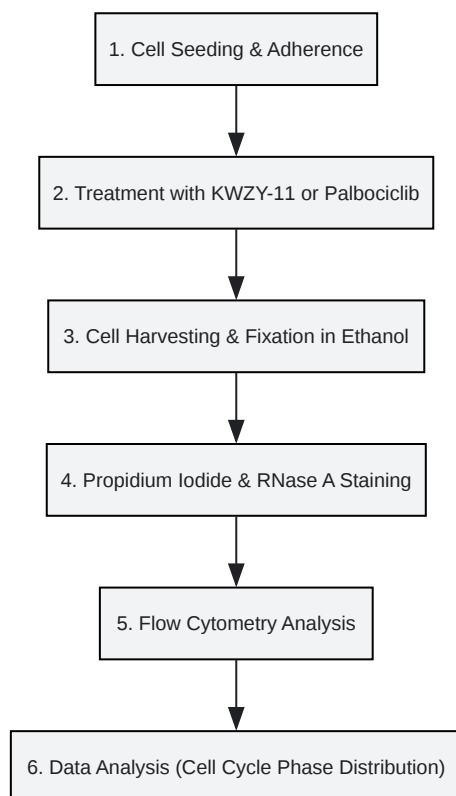 1. Cell Seeding & Adherence
2. Treatment with KWZY-11 or Palbociclib
3. Cell Harvesting & Fixation in Ethanol
4. Propidium Iodide & RNase A Staining
5. Flow Cytometry Analysis
6. Data Analysis (Cell Cycle Phase Distribution)